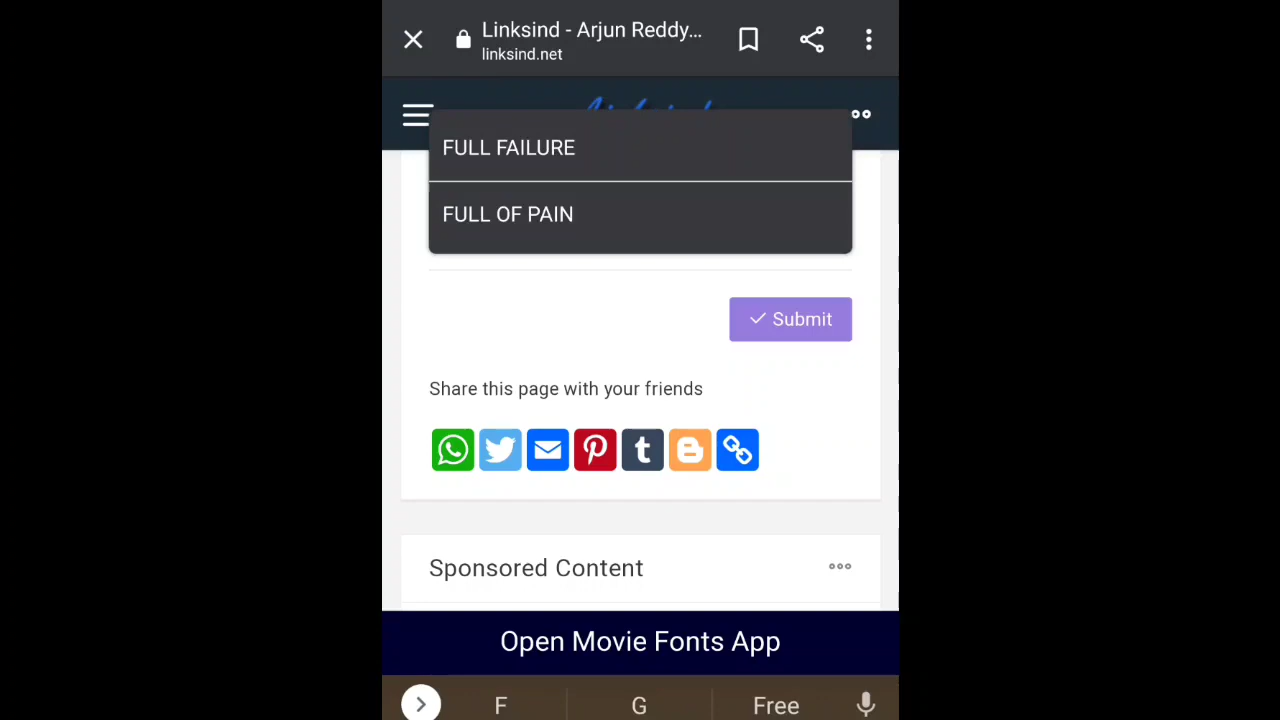 Linksind - Arjun Reddy...
linksind.net
FULL FAILURE
FULL OF PAIN
Submit
Share this page with your friends
Sponsored Content
Open Movie Fonts App
F G Free